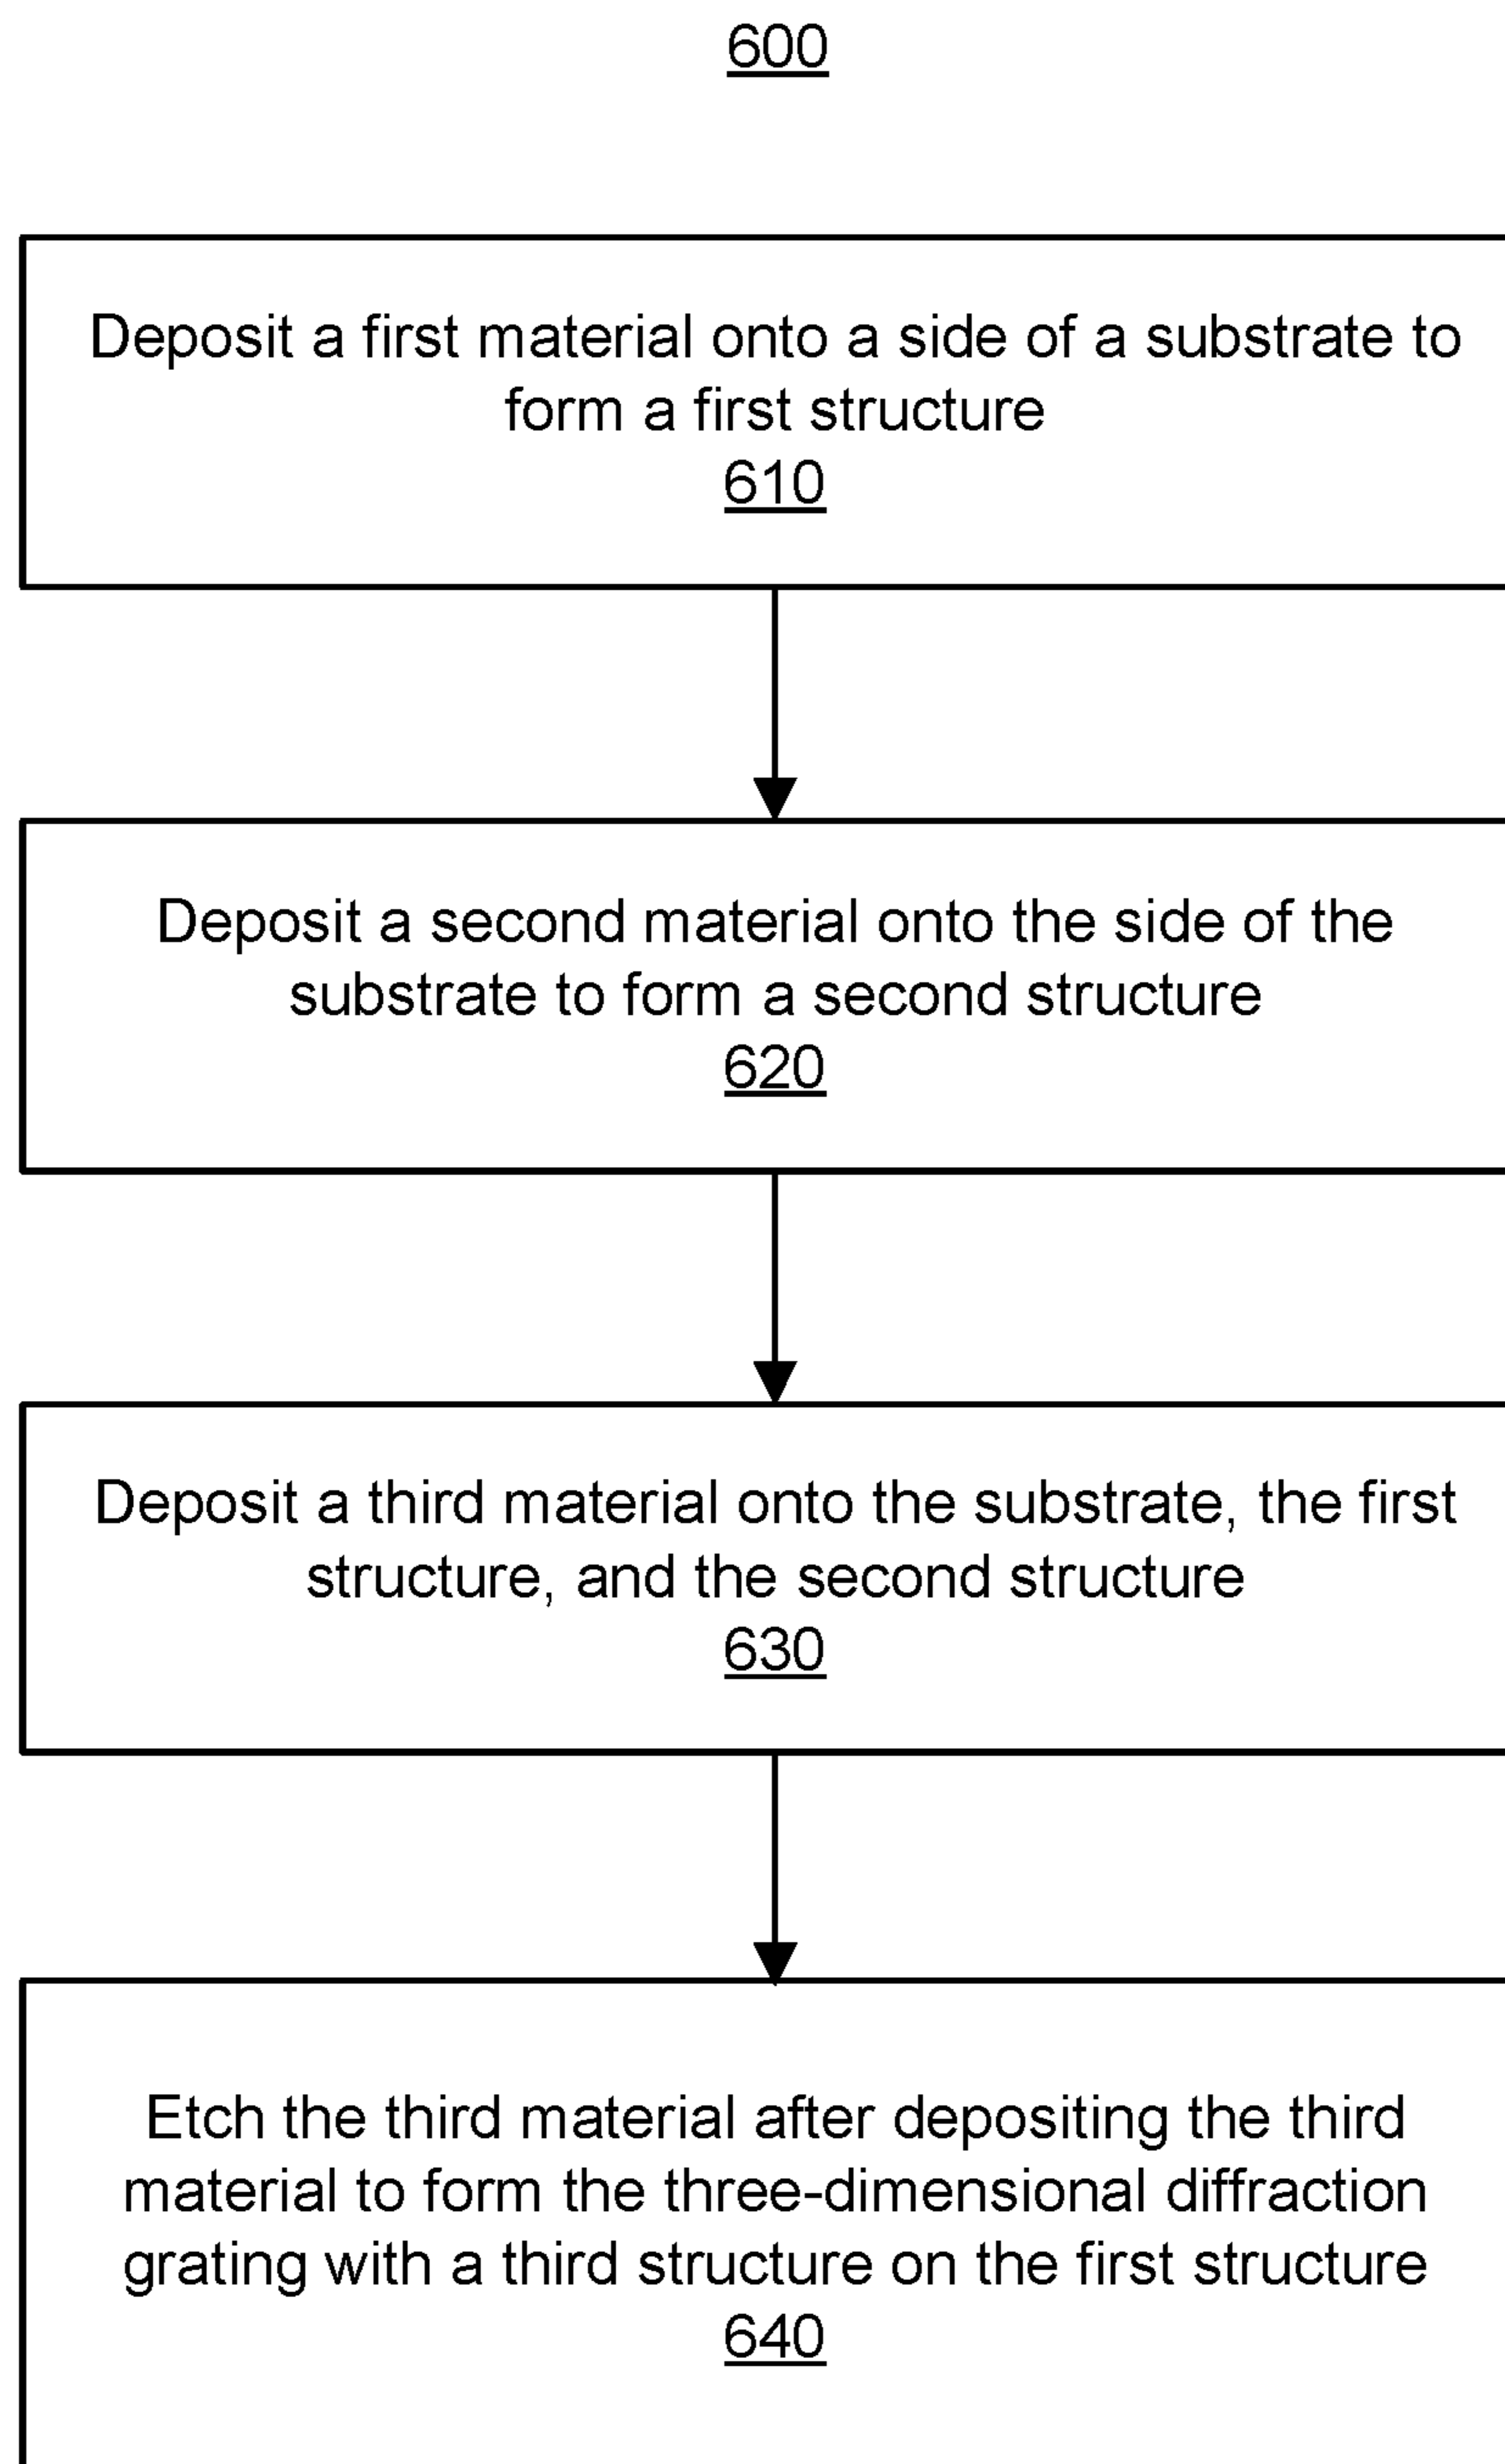 600
Deposit a first material onto a side of a substrate to
form a first structure
610
Deposit a second material onto the side of the
substrate to form a second structure
620
Deposit a third material onto the substrate, the first
structure, and the second structure
630
Etch the third material after depositing the third
material to form the three-dimensional diffraction
grating with a third structure on the first structure
640